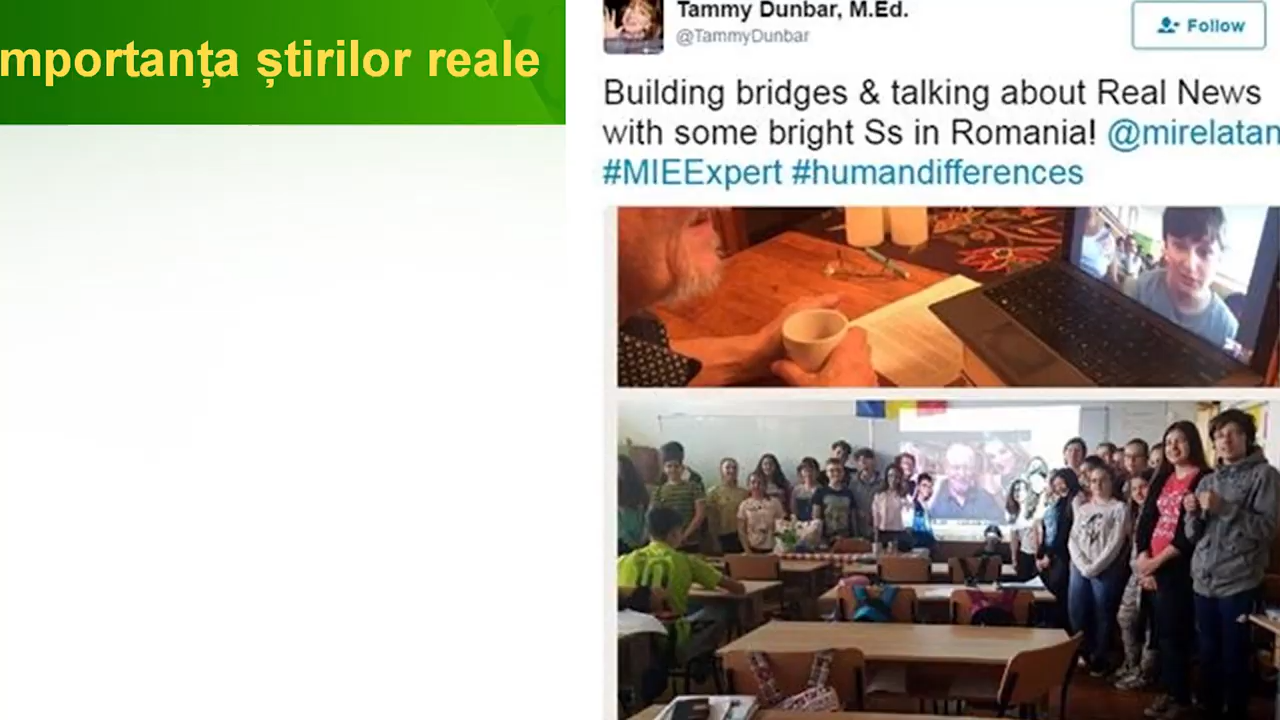 mportanța știrilor reale
Tammy Dunbar, M.Ed.
@TammyDunbar
Follow
Building bridges & talking about Real News
with some bright Ss in Romania! @mirelatan
#MIEExpert #humandifferences